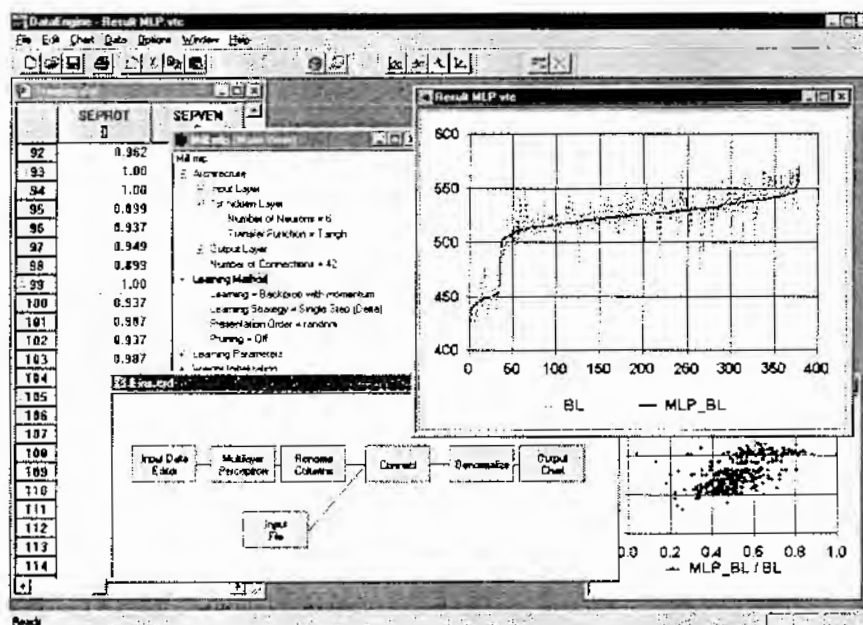 DataEngine - Result MLP.vtc
File Edit Chart Data Options Window Help
SEPROT SEPVEN
92 0.962
93 1.00
94 1.00
95 0.899
96 0.937
97 0.949
98 0.899
99 1.00
100 0.937
101 0.987
102 0.937
103 0.987
104
105
106
107
108
109
110
111
112
113
114
Architecture
Input Layer
Number of Neurons = 6
Transfer Function = Tangh
Output Layer
Number of Connections = 42
Learning Method
Learning = Backprop with momentum
Learning Strategy = Single Step (Delta)
Presentation Order = random
Pruning = Off
Learning Parameters
Input Data
Editor
Multilayer
Perceptron
Rename
Columns
Connect
Denormalize
Output
Chart
Input
File
Result MLP.vtc
600
550
500
450
400
0 50 100 150 200 250 300 350 400
BL MLP_BL
0.0 0.2 0.4 0.6 0.8 1.0
MLP_BL / BL
Ready